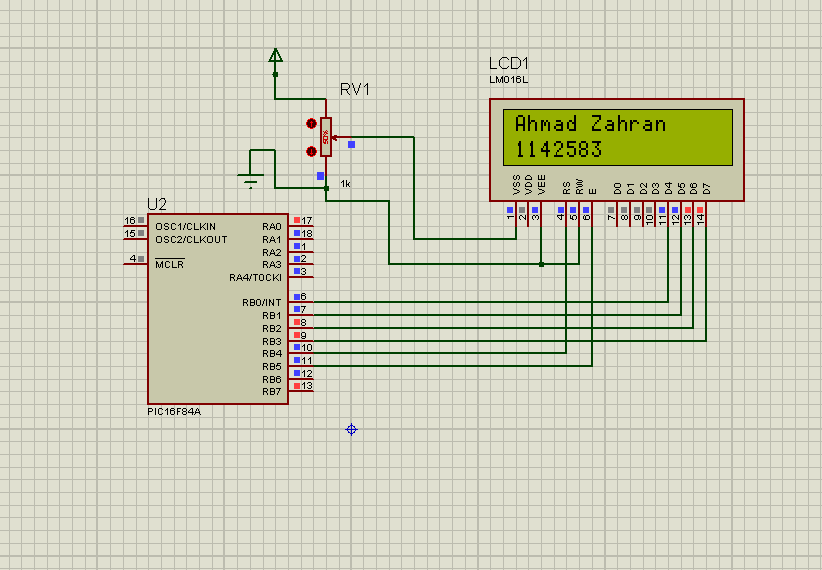 LCD1
LM016L
RV1
Ahmad Zahran
1142583
50%
1k
VSS VDD VEE RS RW E D0 D1 D2 D3 D4 D5 D6 D7
1 2 3 4 5 6 7 8 9 10 11 12 13 14
U2
16 OSC1/CLKIN RA0 17
15 OSC2/CLKOUT RA1 18
RA2 1
4 MCLR RA3 2
RA4/T0CKI 3
RB0/INT 6
RB1 7
RB2 8
RB3 9
RB4 10
RB5 11
RB6 12
RB7 13
PIC16F84A